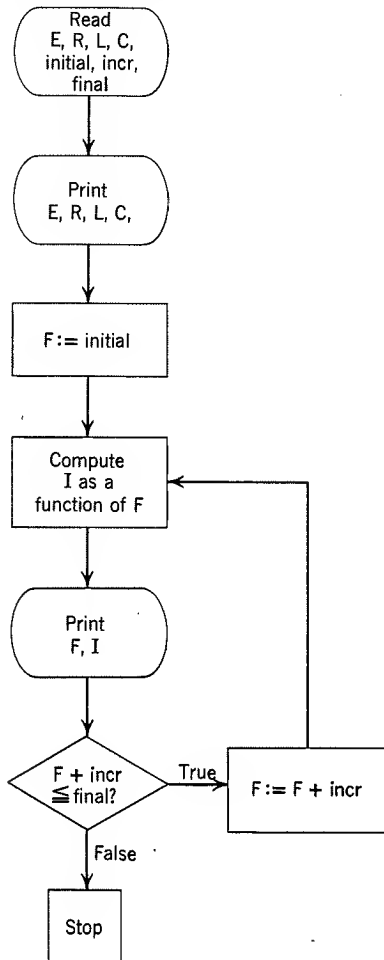 Read
E, R, L, C,
initial, incr,
final
Print
E, R, L, C,
F:= initial
Compute
I as a
function of F
Print
F, I
F + incr
≦ final?
True
F:= F + incr
False
Stop